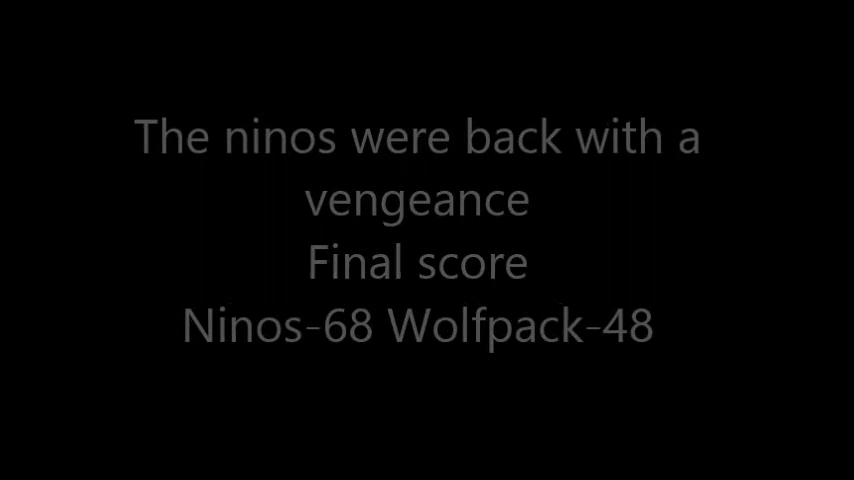 The ninos were back with a
vengeance
Final score
Ninos-68 Wolfpack-48